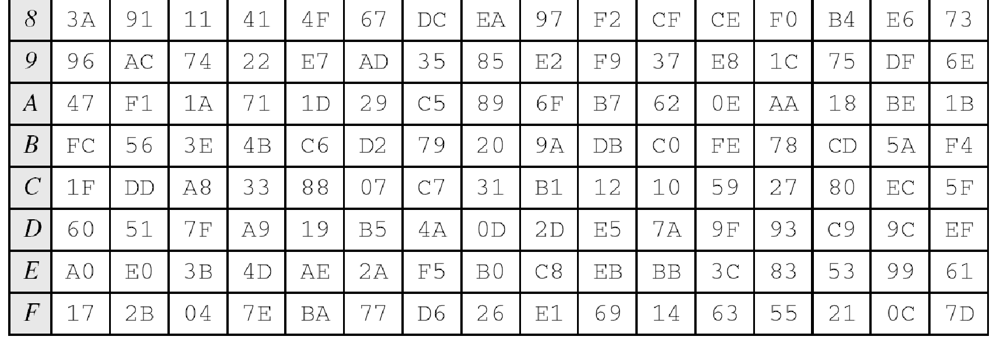 8 3A 91 11 41 4F 67 DC EA 97 F2 CF CE F0 B4 E6 73
9 96 AC 74 22 E7 AD 35 85 E2 F9 37 E8 1C 75 DF 6E
A 47 F1 1A 71 1D 29 C5 89 6F B7 62 0E AA 18 BE 1B
B FC 56 3E 4B C6 D2 79 20 9A DB C0 FE 78 CD 5A F4
C 1F DD A8 33 88 07 C7 31 B1 12 10 59 27 80 EC 5F
D 60 51 7F A9 19 B5 4A 0D 2D E5 7A 9F 93 C9 9C EF
E A0 E0 3B 4D AE 2A F5 B0 C8 EB BB 3C 83 53 99 61
F 17 2B 04 7E BA 77 D6 26 E1 69 14 63 55 21 0C 7D